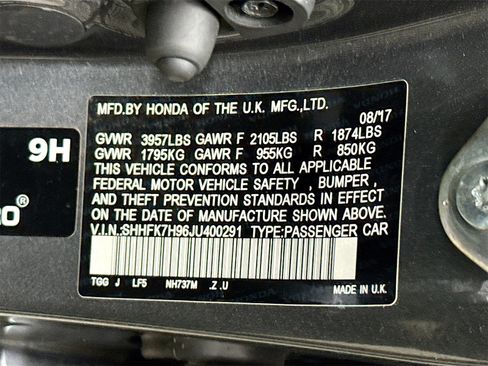 MFD.BY HONDA OF THE U.K. MFG.,LTD.
08/17
GVWR 3957LBS GAWR F 2105LBS R 1874LBS
GVWR 1795KG GAWR F 955KG R 850KG
THIS VEHICLE CONFORMS TO ALL APPLICABLE
FEDERAL MOTOR VEHICLE SAFETY , BUMPER ,
AND THEFT PREVENTION STANDARDS IN EFFECT
ON THE DATE OF MANUFACTURE SHOWN ABOVE.
V.I.N.:SHHFK7H96JU400291 TYPE:PASSENGER CAR
TGG J LF5 NH737M .Z .U
MADE IN U.K.
9H
RO®